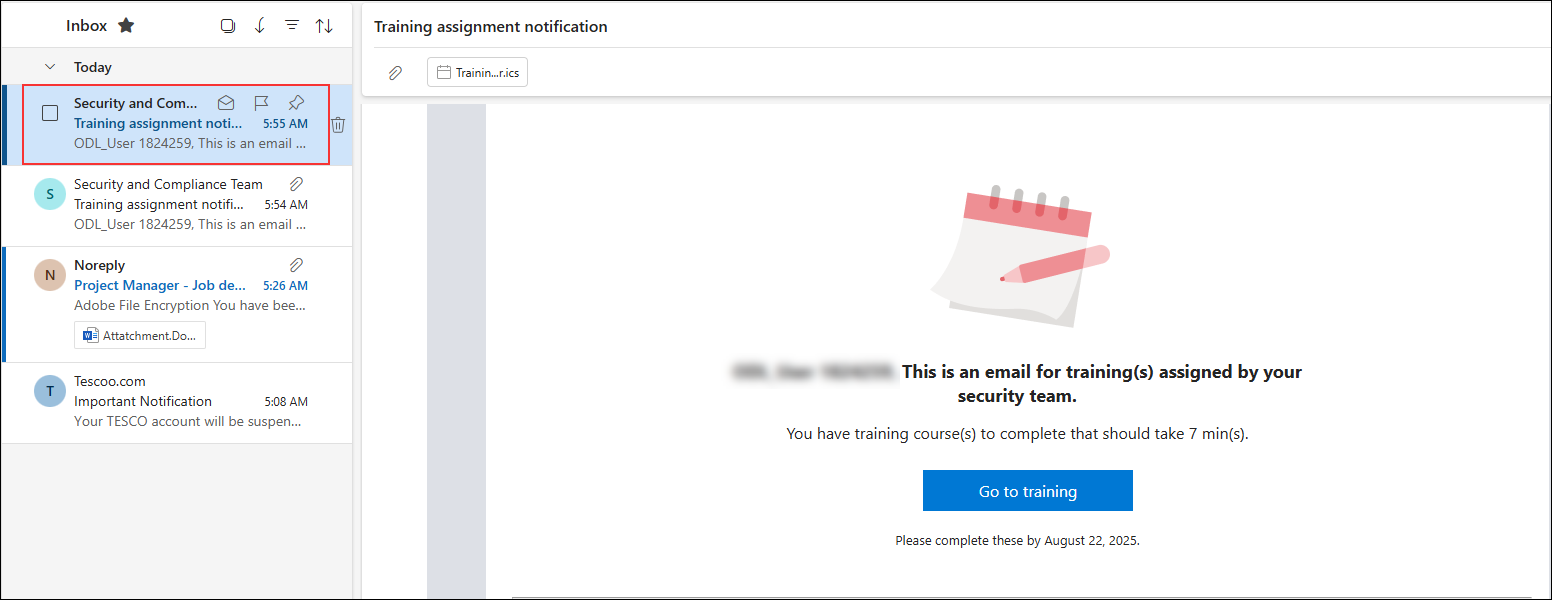 Inbox
Today
Security and Com...
Training assignment noti... 5:55 AM
ODL_User 1824259, This is an email ...
S
Security and Compliance Team
Training assignment notifi... 5:54 AM
ODL_User 1824259, This is an email ...
N
Noreply
Project Manager - Job de... 5:26 AM
Adobe File Encryption You have bee...
Attatchment.Do...
T
Tescoo.com
Important Notification 5:08 AM
Your TESCO account will be suspen...
Training assignment notification
Trainin...r.ics
This is an email for training(s) assigned by your
security team.
You have training course(s) to complete that should take 7 min(s).
Go to training
Please complete these by August 22, 2025.